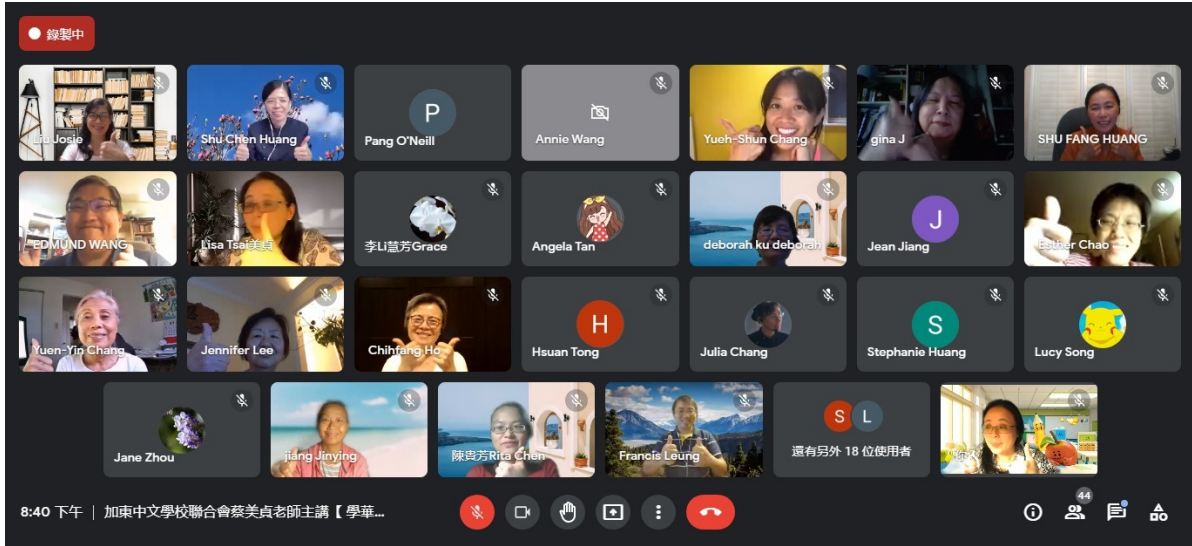 錄製中
Liu Josie
Shu Chen Huang
P
Pang O'Neill
Annie Wang
Yueh-Shun Chang
gina J
SHU FANG HUANG
EDMUND WANG
Lisa Tsai美貞
李Li慧芳Grace
Angela Tan
deborah ku deborah
J
Jean Jiang
Esther Chao
Yuen-Yin Chang
Jennifer Lee
Chihfang Ho
H
Hsuan Tong
Julia Chang
S
Stephanie Huang
Lucy Song
Jane Zhou
jiang Jinying
陳貴芳Rita Chen
Francis Leung
S L
還有另外 18 位使用者
你
8:40 下午 | 加東中文學校聯合會蔡美貞老師主講【 學華...
44